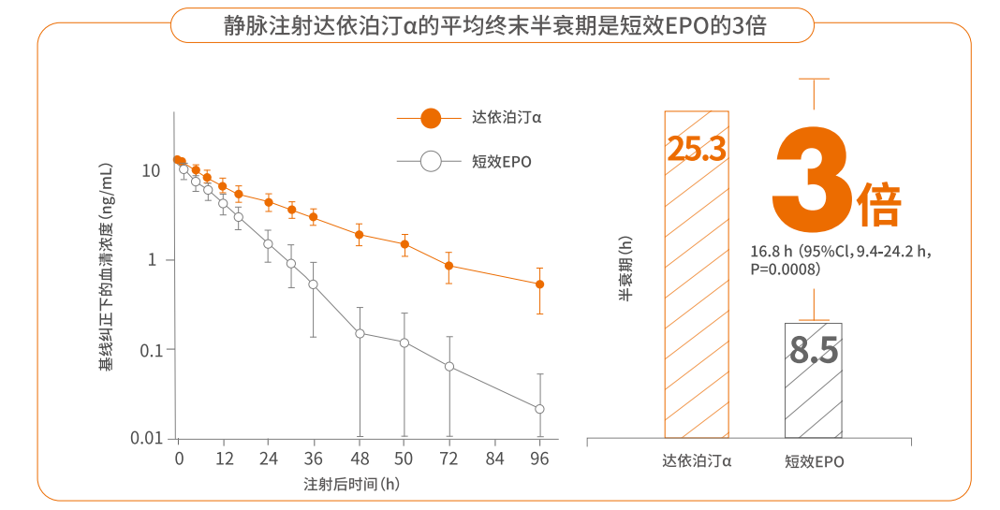 静脉注射达依泊汀α的平均终末半衰期是短效EPO的3倍
达依泊汀α
短效EPO
基线纠正下的血清浓度(ng/mL)
10
1
0.1
0.01
0
12
24
36
48
50
72
84
96
注射后时间(h)
半衰期(h)
25.3
3倍
16.8 h (95%Cl, 9.4-24.2 h,
P=0.0008)
8.5
达依泊汀α
短效EPO